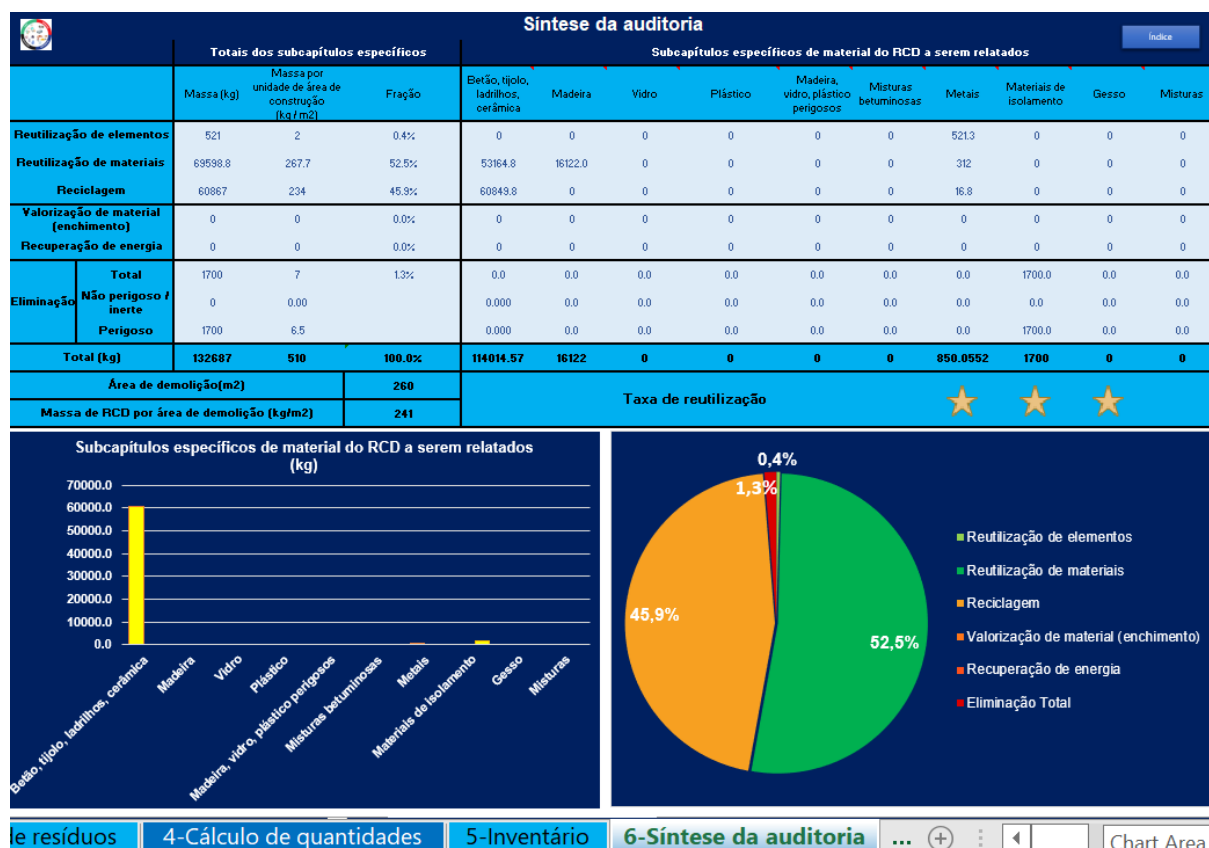 Síntese da auditoria
Índice
Totais dos subcapítulos específicos
Subcapítulos específicos de material do RCD a serem relatados
Massa (kg)
Massa por unidade de área de construção (kg / m2)
Fração
Betão, tijolo, ladrilhos, cerâmica
Madeira
Vidro
Plástico
Madeira, vidro, plástico perigosos
Misturas betuminosas
Metais
Materiais de isolamento
Gesso
Misturas
Reutilização de elementos 521 2 0.4% 0 0 0 0 0 0 521.3 0 0 0
Reutilização de materiais 69598.8 267.7 52.5% 53164.8 16122.0 0 0 0 0 312 0 0 0
Reciclagem 60867 234 45.9% 60849.8 0 0 0 0 0 16.8 0 0 0
Valorização de material (enchimento) 0 0 0.0% 0 0 0 0 0 0 0 0 0 0
Recuperação de energia 0 0 0.0% 0 0 0 0 0 0 0 0 0 0
Eliminação
Total 1700 7 1.3% 0.0 0.0 0.0 0.0 0.0 0.0 0.0 1700.0 0.0 0.0
Não perigoso / inerte 0 0.00 0.000 0.0 0.0 0.0 0.0 0.0 0.0 0.0 0.0 0.0
Perigoso 1700 6.5 0.000 0.0 0.0 0.0 0.0 0.0 0.0 1700.0 0.0 0.0
Total (kg) 132687 510 100.0% 114014.57 16122 0 0 0 0 850.0552 1700 0 0
Área de demolição(m2) 260
Massa de RCD por área de demolição (kg/m2) 241
Taxa de reutilização
Subcapítulos específicos de material do RCD a serem relatados
(kg)
70000.0
60000.0
50000.0
40000.0
30000.0
20000.0
10000.0
0.0
Betão, tijolo, ladrilhos, cerâmica
Madeira
Vidro
Plástico
Madeira, vidro, plástico perigosos
Misturas betuminosas
Metais
Materiais de isolamento
Gesso
Misturas
0,4%
1,3%
45,9%
52,5%
Reutilização de elementos
Reutilização de materiais
Reciclagem
Valorização de material (enchimento)
Recuperação de energia
Eliminação Total
de resíduos
4-Cálculo de quantidades
5-Inventário
6-Síntese da auditoria
...
Chart Area